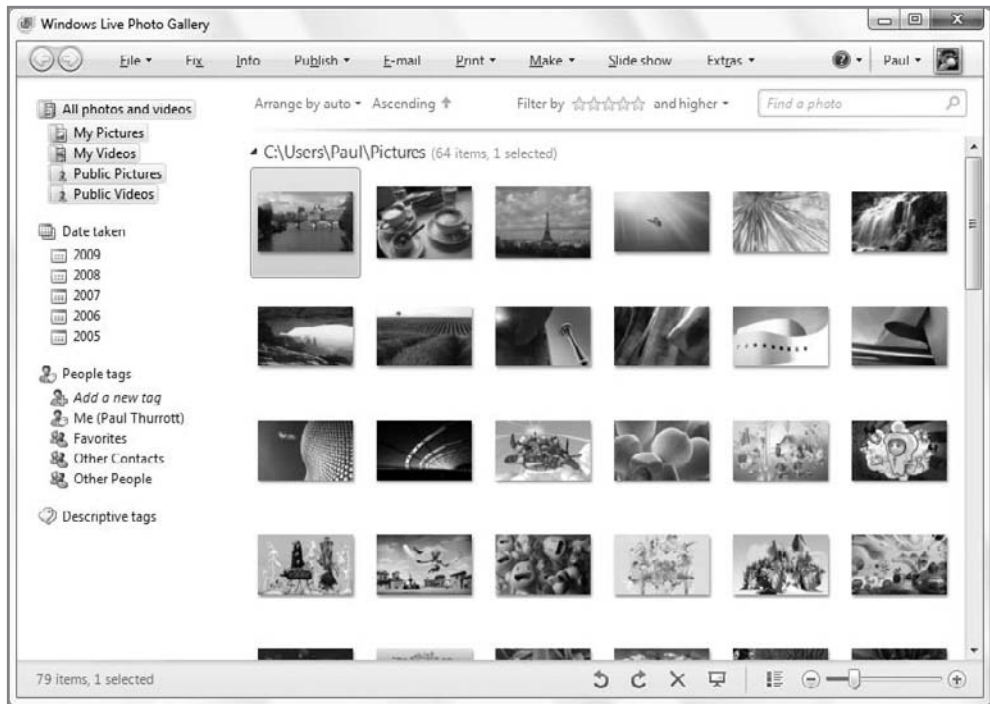 Windows Live Photo Gallery
File Fix Info Publish E-mail Print Make Slide show Extras Paul
All photos and videos
My Pictures
My Videos
Public Pictures
Public Videos
Date taken
2009
2008
2007
2006
2005
People tags
Add a new tag
Me (Paul Thurrott)
Favorites
Other Contacts
Other People
Descriptive tags
Arrange by auto Ascending Filter by and higher Find a photo
C:\Users\Paul\Pictures (64 items, 1 selected)
79 items, 1 selected